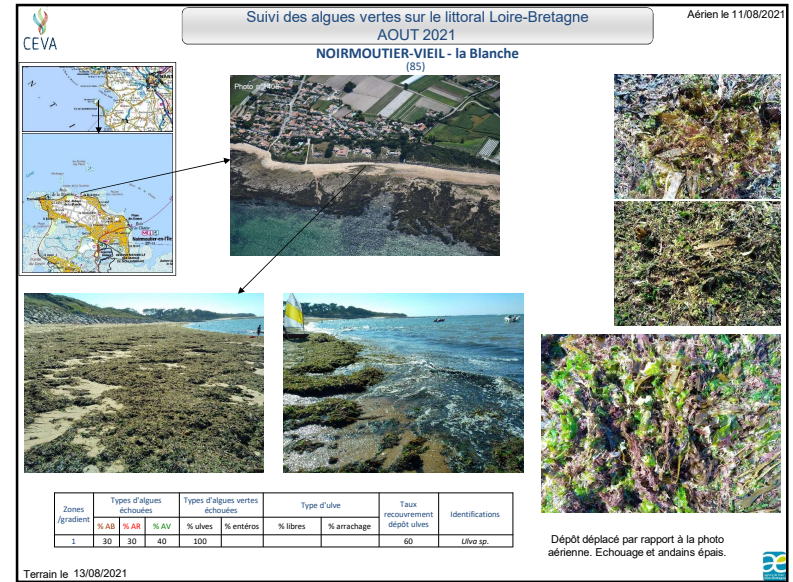 CEVA
Suivi des algues vertes sur le littoral Loire-Bretagne
AOUT 2021
Aérien le 11/08/2021
NOIRMOUTIER-VIEIL - la Blanche
(85)
Zones /gradient
Types d'algues échouées
Types d'algues vertes échouées
Type d'ulve
Taux recouvrement dépôt ulves
Identifications
% AB % AR % AV % ulves % entéros % libres % arrachage
1 30 30 40 100 60 Ulva sp.
Dépôt déplacé par rapport à la photo
aérienne. Echouage et andains épais.
Terrain le 13/08/2021